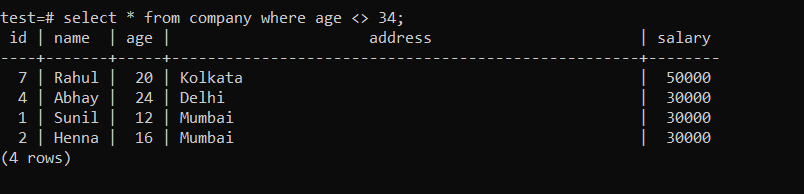 test=# select * from company where age <> 34;
 id | name  | age |                      address                       | salary
----+-------+-----+----------------------------------------------------+--------
  7 | Rahul |  20 | Kolkata                                            |  50000
  4 | Abhay |  24 | Delhi                                              |  30000
  1 | Sunil |  12 | Mumbai                                             |  30000
  2 | Henna |  16 | Mumbai                                             |  30000
(4 rows)